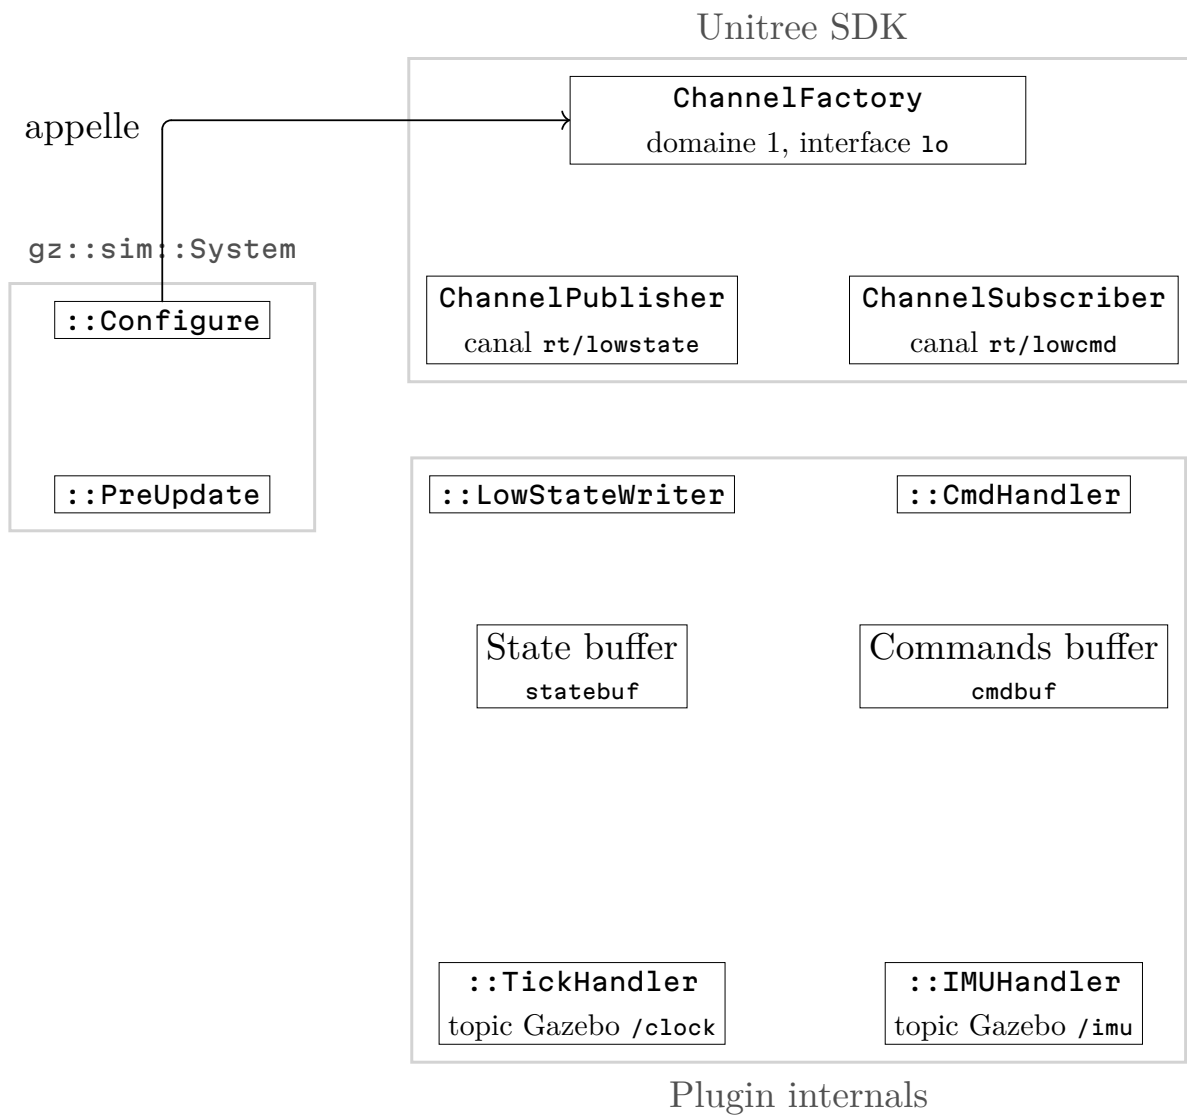 Unitree SDK
ChannelFactory
domaine 1, interface lo
appelle
gz::sim::System
::Configure
ChannelPublisher
canal rt/lowstate
ChannelSubscriber
canal rt/lowcmd
::PreUpdate
::LowStateWriter
::CmdHandler
State buffer
statebuf
Commands buffer
cmdbuf
::TickHandler
topic Gazebo /clock
::IMUHandler
topic Gazebo /imu
Plugin internals